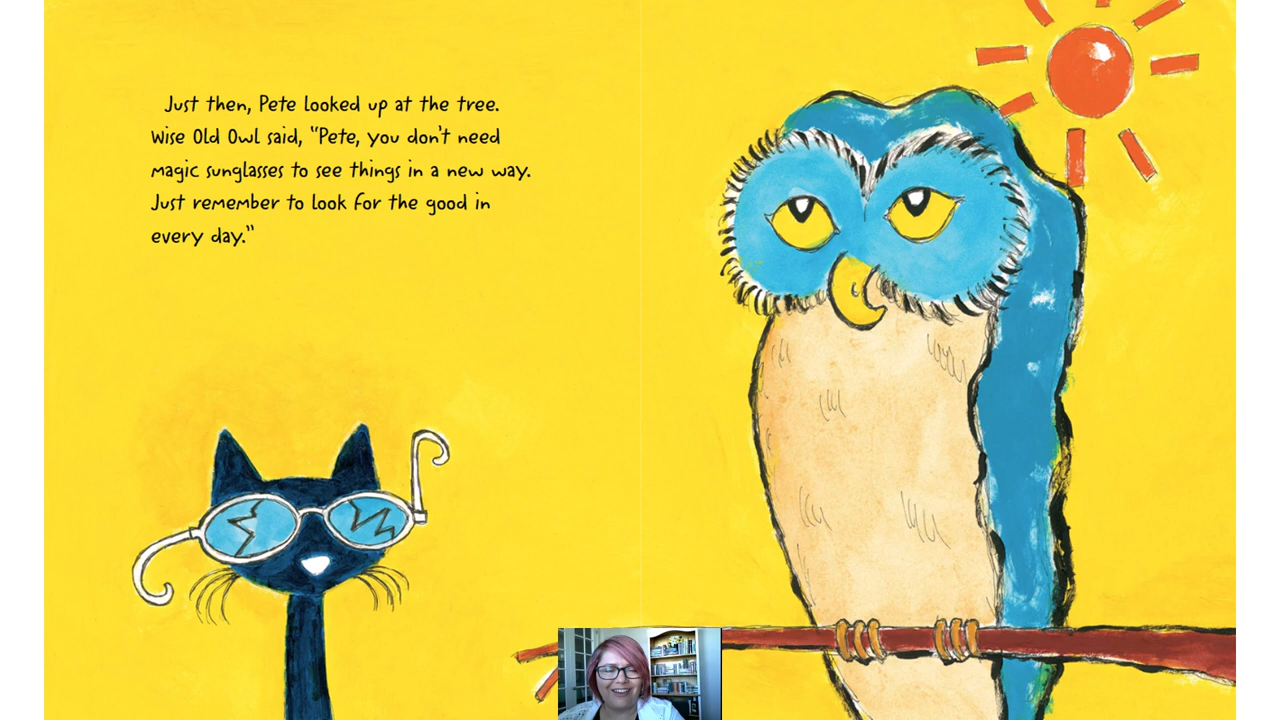 Just then, Pete looked up at the tree.
Wise Old Owl said, “Pete, you don’t need
magic sunglasses to see things in a new way.
Just remember to look for the good in
every day.”